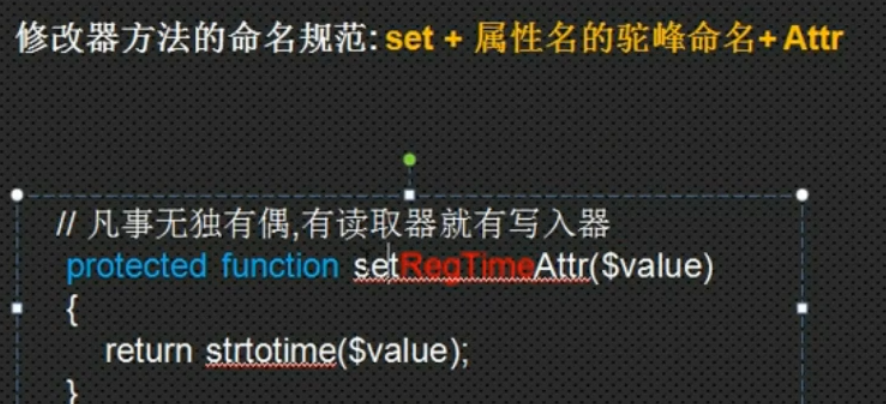 修改器方法的命名规范: set + 属性名的驼峰命名+ Attr
// 凡事无独有偶,有读取器就有写入器
protected function setRegTimeAttr($value)
{
return strtotime($value);
}